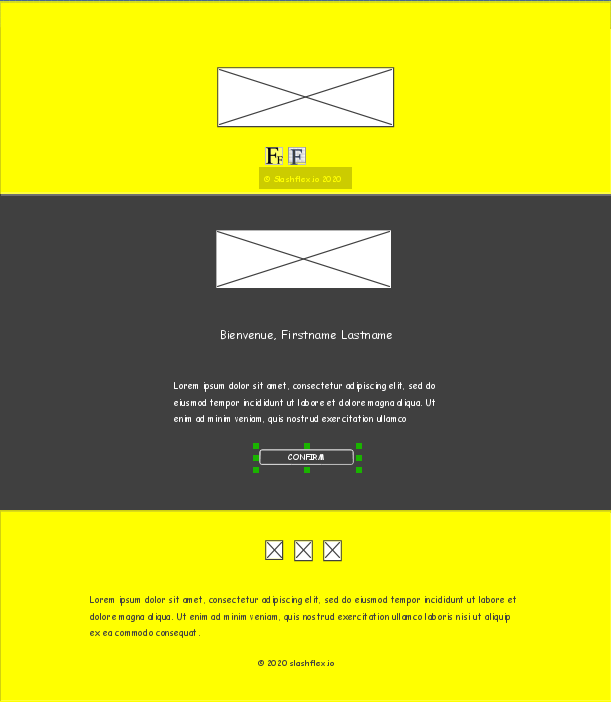 F F F
© Slashflex.io 2020
Bienvenue, Firstname Lastname
Lorem ipsum dolor sit amet, consectetur adipiscing elit, sed do
eiusmod tempor incididunt ut labore et dolore magna aliqua. Ut
enim ad minim veniam, quis nostrud exercitation ullamco
CONFIRM
Lorem ipsum dolor sit amet, consectetur adipiscing elit, sed do eiusmod tempor incididunt ut labore et
dolore magna aliqua. Ut enim ad minim veniam, quis nostrud exercitation ullamco laboris nisi ut aliquip
ex ea commodo consequat.
© 2020 slashflex.io